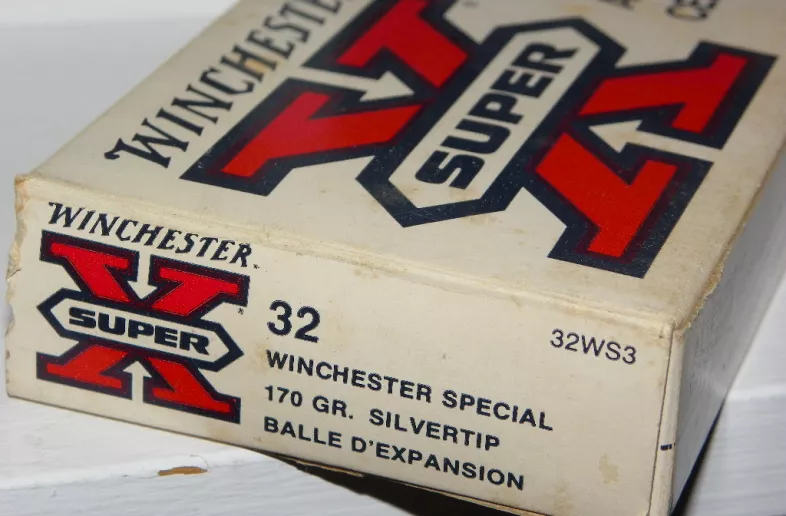 WINCHESTER
SUPER
X
WINCHESTER
X
SUPER
32
32WS3
WINCHESTER SPECIAL
170 GR. SILVERTIP
BALLE D'EXPANSION